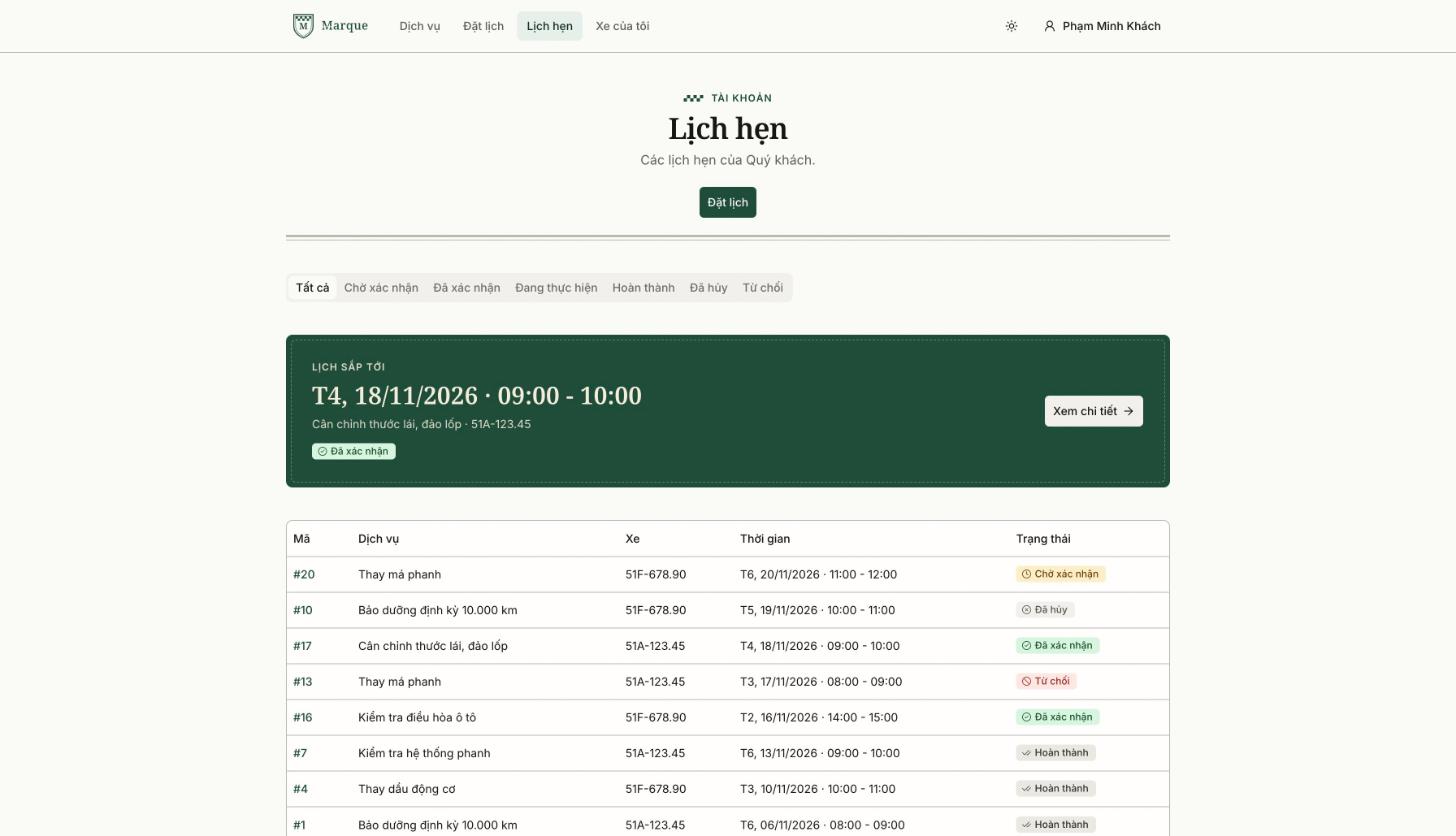 M Marque Dịch vụ Đặt lịch Lịch hẹn Xe của tôi Phạm Minh Khách
TÀI KHOẢN
Lịch hẹn
Các lịch hẹn của Quý khách.
Đặt lịch
Tất cả Chờ xác nhận Đã xác nhận Đang thực hiện Hoàn thành Đã hủy Từ chối
LỊCH SẮP TỚI
T4, 18/11/2026 · 09:00 - 10:00
Cân chỉnh thước lái, đảo lốp · 51A-123.45
Đã xác nhận
Xem chi tiết →
Mã Dịch vụ Xe Thời gian Trạng thái
#20 Thay má phanh 51F-678.90 T6, 20/11/2026 · 11:00 - 12:00 Chờ xác nhận
#10 Bảo dưỡng định kỳ 10.000 km 51F-678.90 T5, 19/11/2026 · 10:00 - 11:00 Đã hủy
#17 Cân chỉnh thước lái, đảo lốp 51A-123.45 T4, 18/11/2026 · 09:00 - 10:00 Đã xác nhận
#13 Thay má phanh 51A-123.45 T3, 17/11/2026 · 08:00 - 09:00 Từ chối
#16 Kiểm tra điều hòa ô tô 51F-678.90 T2, 16/11/2026 · 14:00 - 15:00 Đã xác nhận
#7 Kiểm tra hệ thống phanh 51A-123.45 T6, 13/11/2026 · 09:00 - 10:00 Hoàn thành
#4 Thay dầu động cơ 51F-678.90 T3, 10/11/2026 · 10:00 - 11:00 Hoàn thành
#1 Bảo dưỡng định kỳ 10.000 km 51A-123.45 T6, 06/11/2026 · 08:00 - 09:00 Hoàn thành